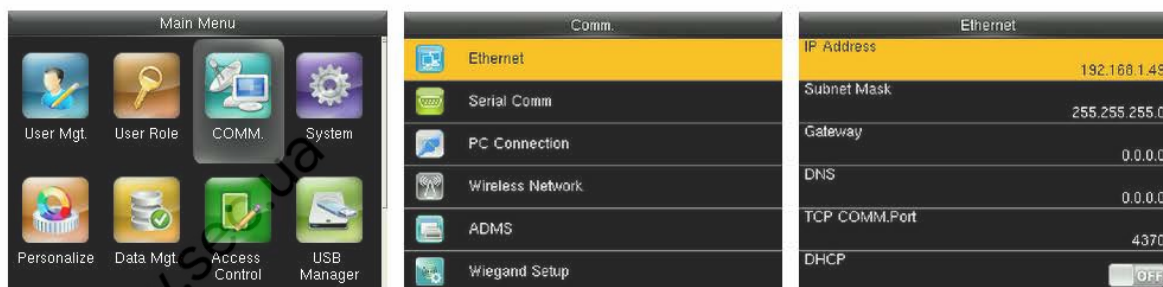 Main Menu
User Mgt.
User Role
COMM.
System
Personalize
Data Mgt.
Access
Control
USB
Manager
Comm.
Ethernet
Serial Comm
PC Connection
Wireless Network
ADMS
Wiegand Setup
Ethernet
IP Address
192.168.1.49
Subnet Mask
255.255.255.0
Gateway
0.0.0.0
DNS
0.0.0.0
TCP COMM.Port
4370
DHCP
OFF